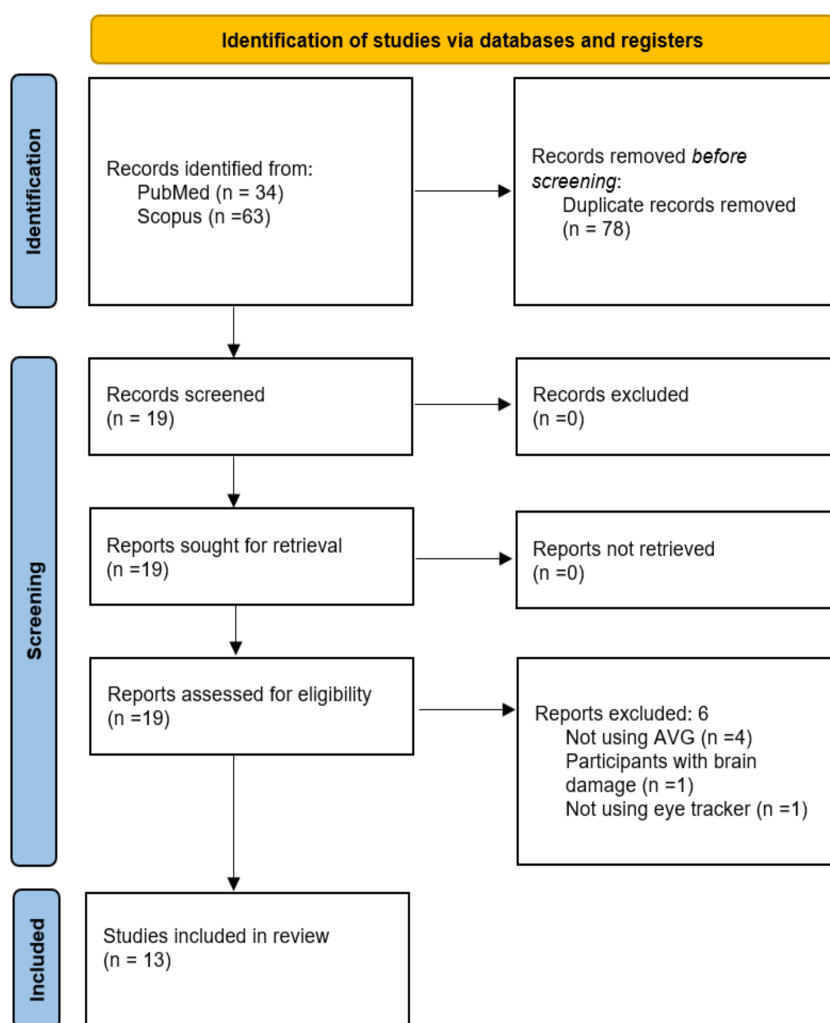 Identification of studies via databases and registers
Identification
Records identified from:
PubMed (n = 34)
Scopus (n =63)
Records removed before
screening:
Duplicate records removed
(n = 78)
Screening
Records screened
(n = 19)
Records excluded
(n =0)
Reports sought for retrieval
(n =19)
Reports not retrieved
(n =0)
Reports assessed for eligibility
(n =19)
Reports excluded: 6
Not using AVG (n =4)
Participants with brain
damage (n =1)
Not using eye tracker (n =1)
Included
Studies included in review
(n = 13)